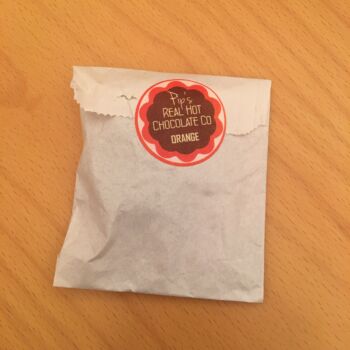 Pip's
REAL HOT
CHOCOLATE CO
ORANGE